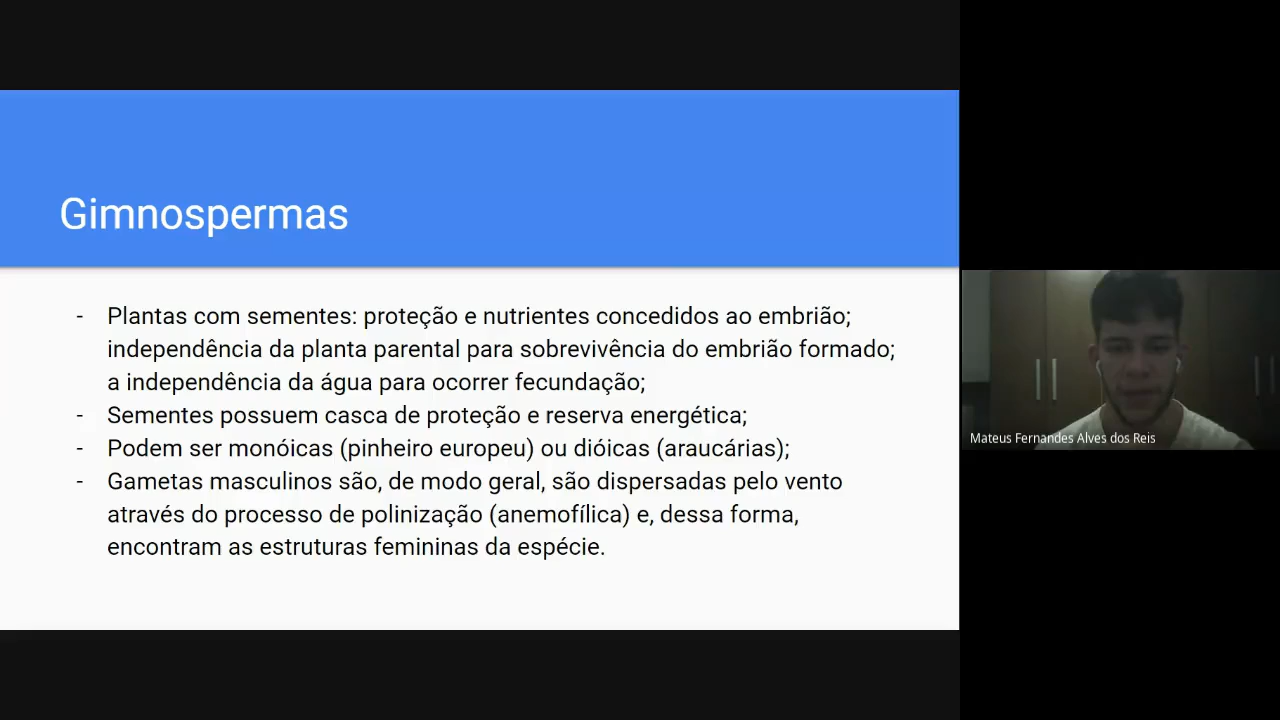 Gimnospermas
- Plantas com sementes: proteção e nutrientes concedidos ao embrião;
independência da planta parental para sobrevivência do embrião formado;
a independência da água para ocorrer fecundação;
- Sementes possuem casca de proteção e reserva energética;
- Podem ser monóicas (pinheiro europeu) ou dióicas (araucárias);
- Gametas masculinos são, de modo geral, são dispersadas pelo vento
através do processo de polinização (anemofílica) e, dessa forma,
encontram as estruturas femininas da espécie.
Mateus Fernandes Alves dos Reis